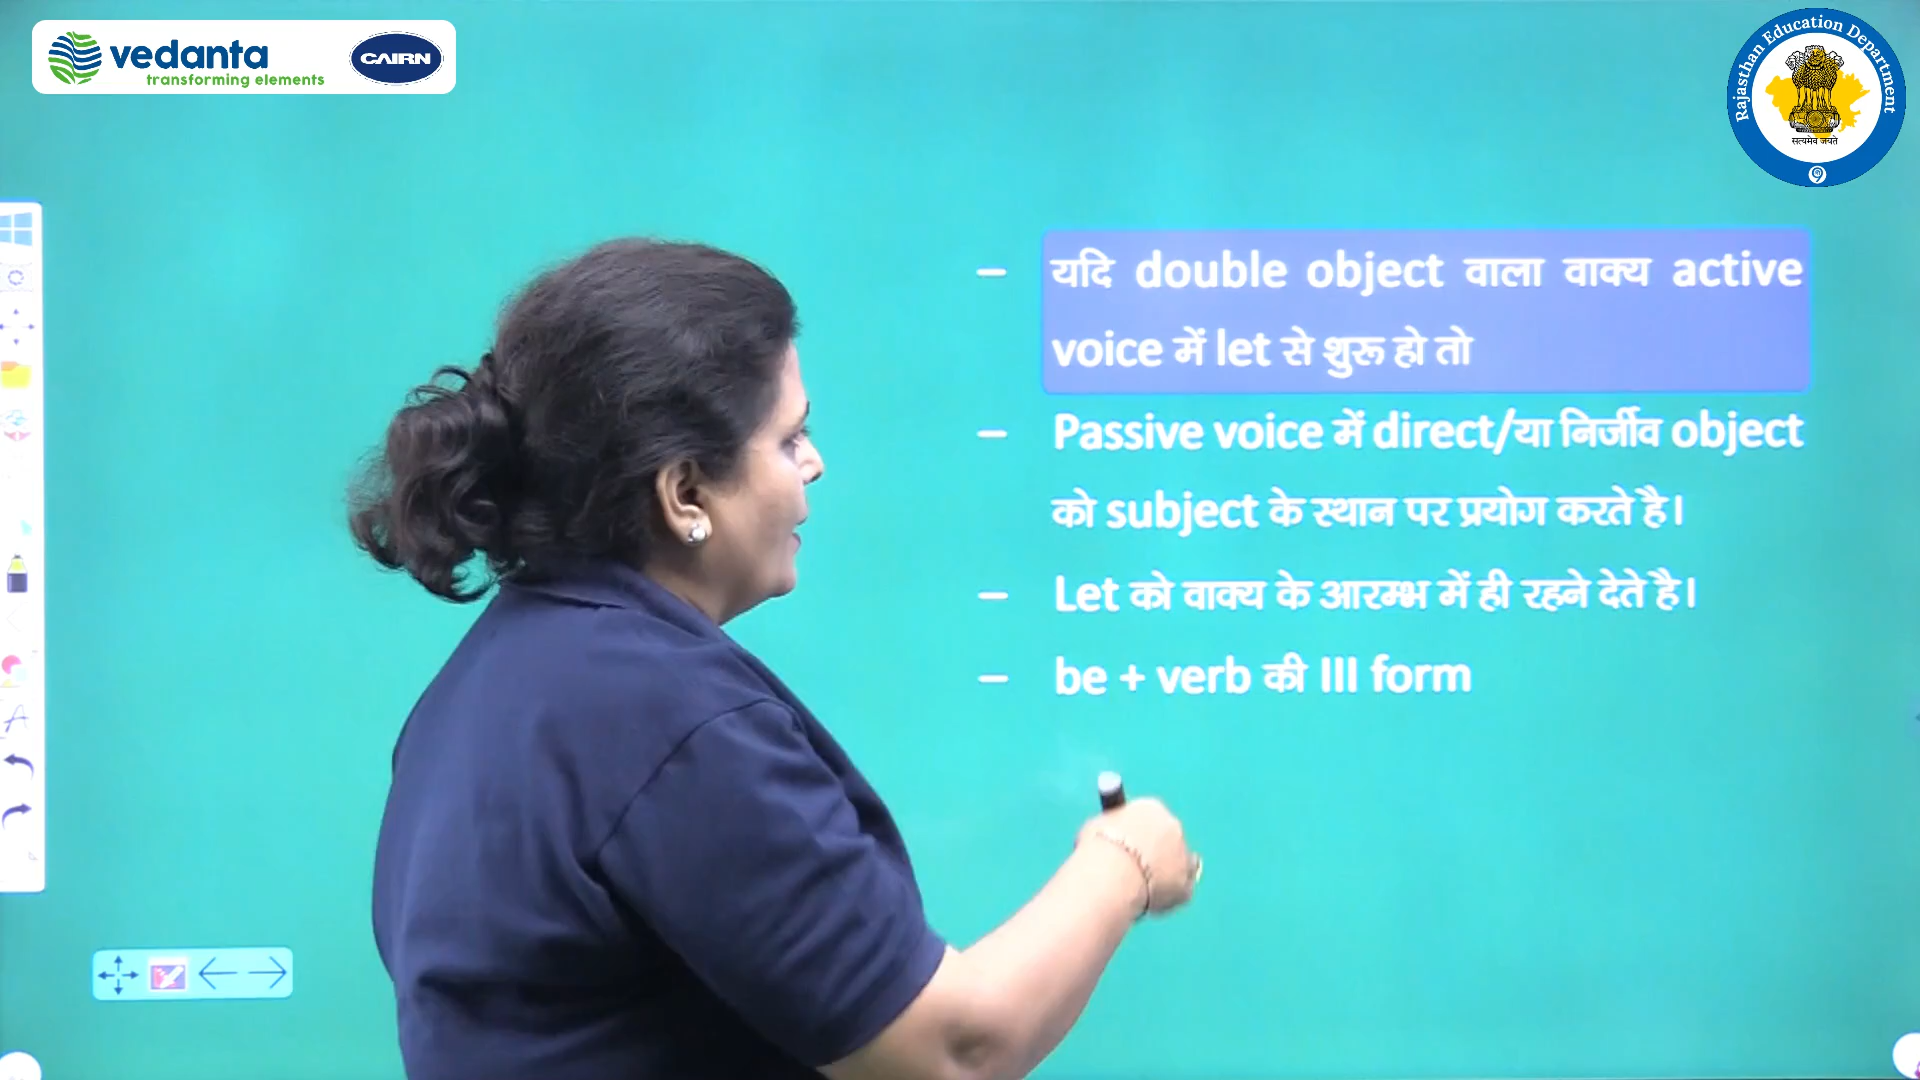 vedanta
transforming elements
CAIRN
Rajasthan Education Department
सत्यमेव जयते
– यदि double object वाला वाक्य active
voice में let से शुरू हो तो
– Passive voice में direct/या निर्जीव object
को subject के स्थान पर प्रयोग करते है।
– Let को वाक्य के आरम्भ में ही रहने देते है।
– be + verb की III form